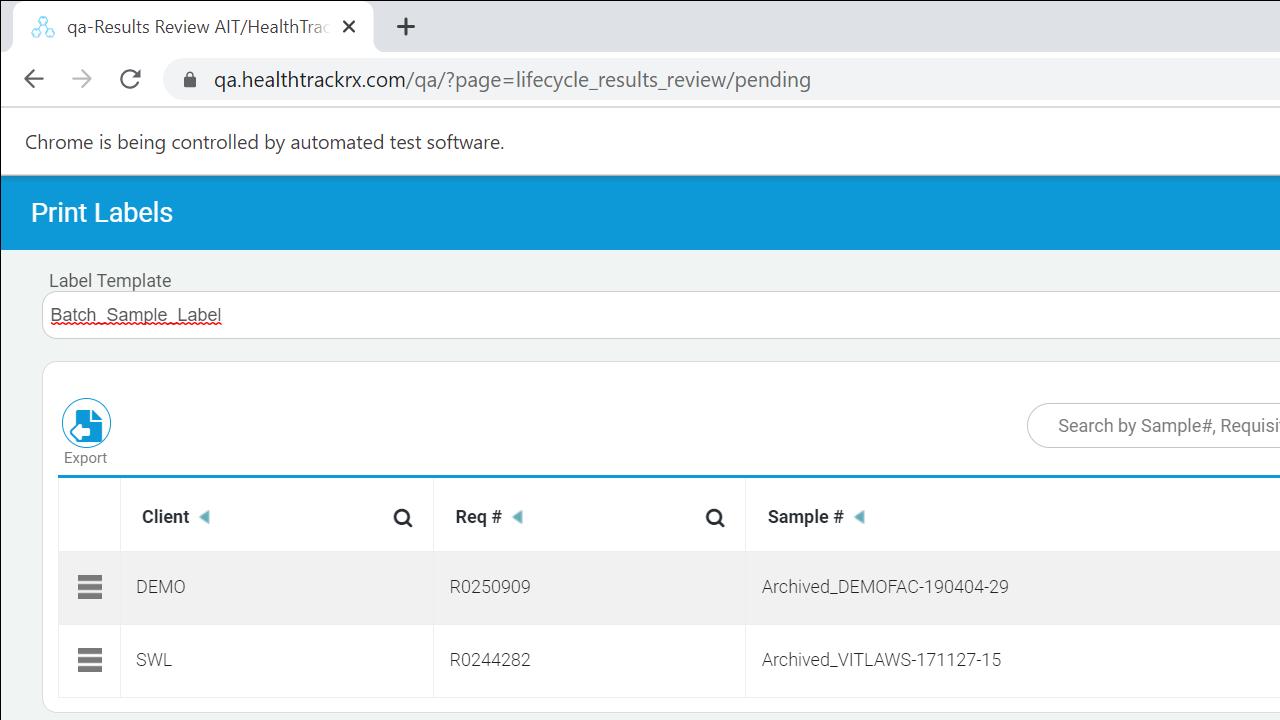 qa-Results Review AIT/HealthTrac
qa.healthtrackrx.com/qa/?page=lifecycle_results_review/pending
Chrome is being controlled by automated test software.
Print Labels
Label Template
Batch_Sample_Label
Export
Search by Sample#, Requisit
Client Req # Sample #
DEMO R0250909 Archived_DEMOFAC-190404-29
SWL R0244282 Archived_VITLAWS-171127-15